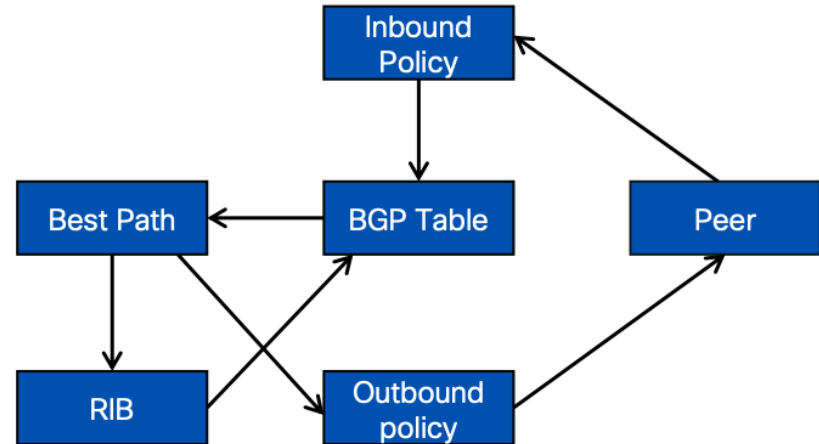 Inbound
Policy
Best Path
BGP Table
Peer
RIB
Outbound
policy